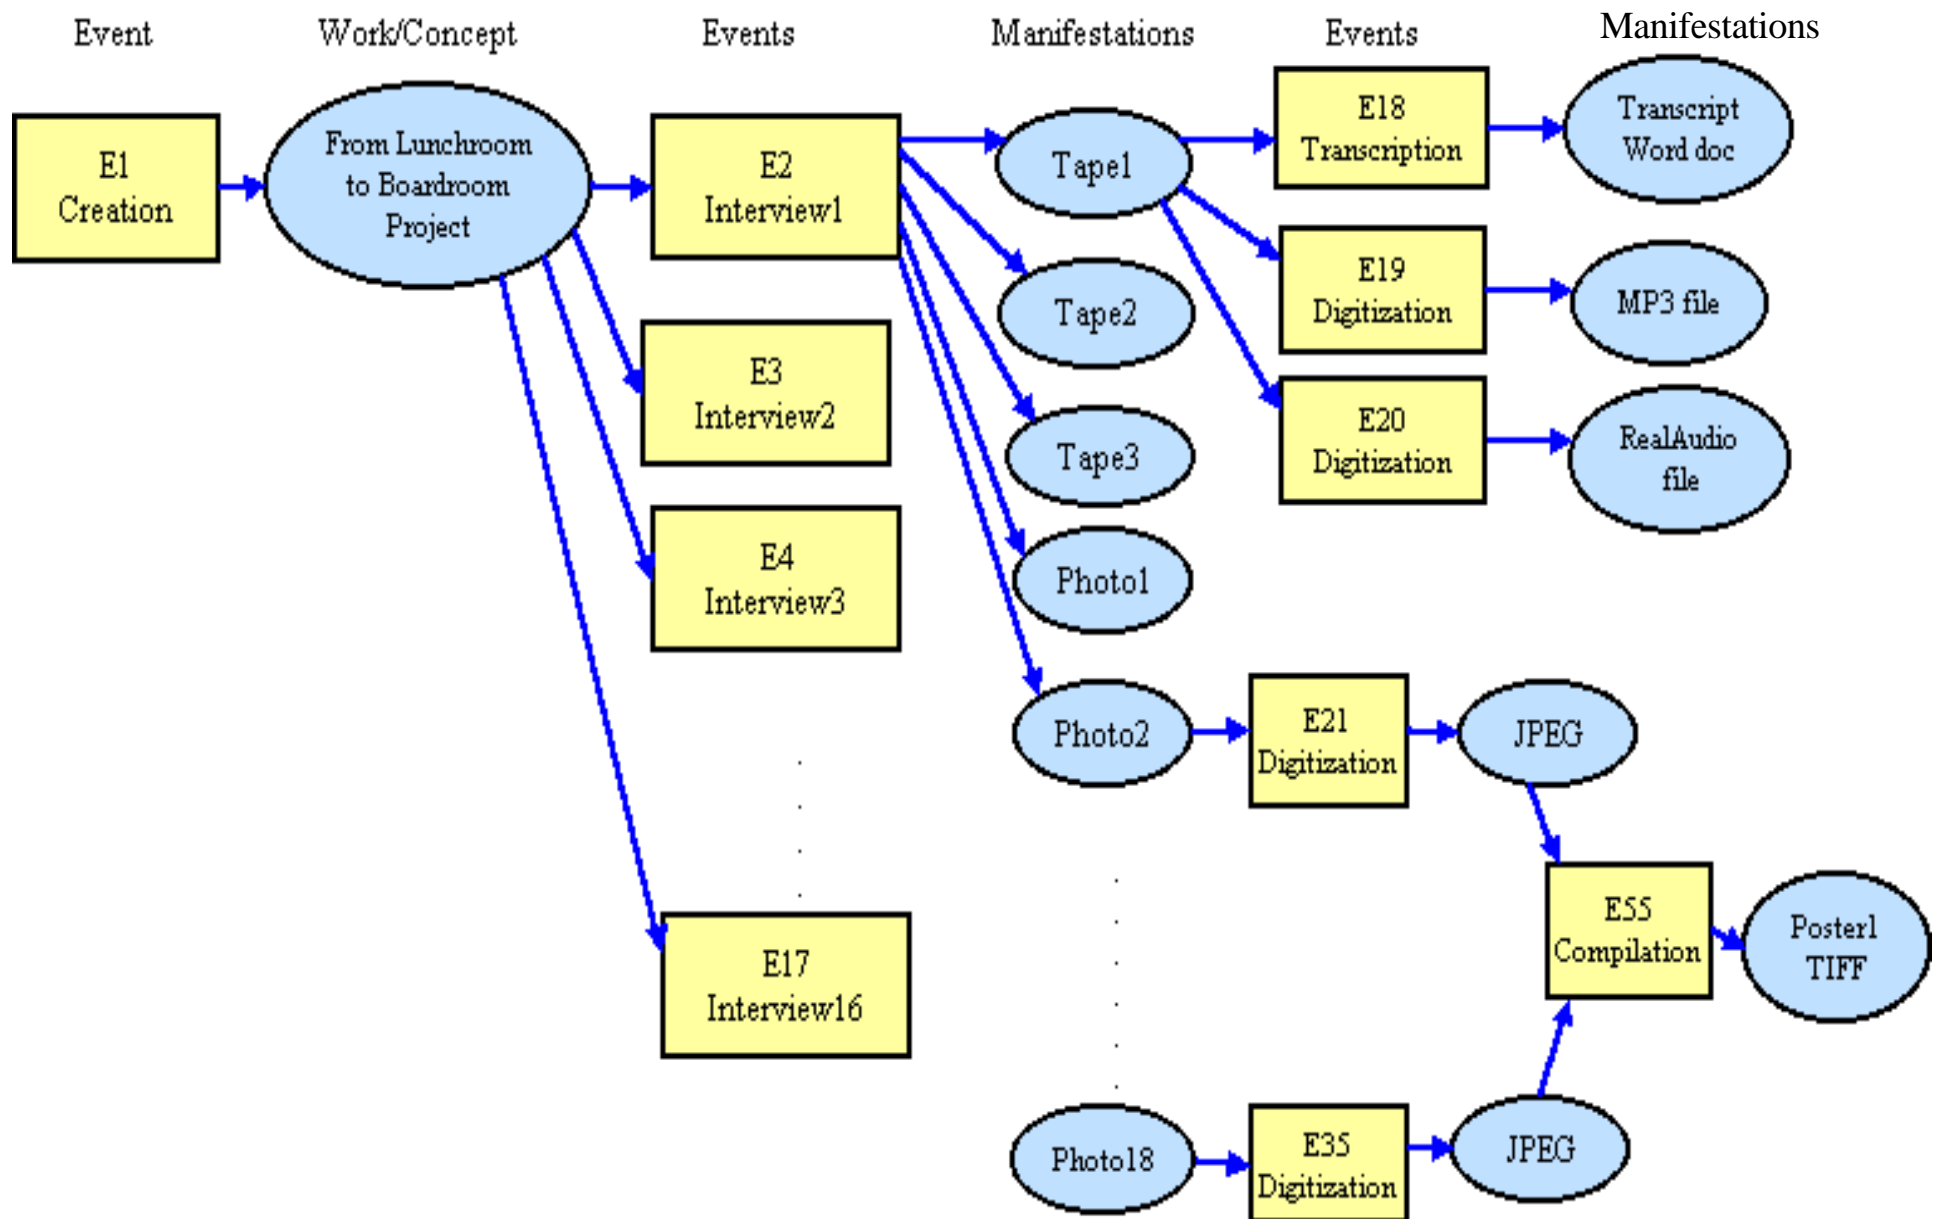 Event
Work/Concept
Events
Manifestations
Events
Manifestations
E1
Creation
From Lunchroom
to Boardroom
Project
E2
Interview1
E3
Interview2
E4
Interview3
E17
Interview16
Tape1
Tape2
Tape3
Photo1
Photo2
Photo18
E18
Transcription
E19
Digitization
E20
Digitization
E21
Digitization
E35
Digitization
Transcript
Word doc
MP3 file
RealAudio
file
JPEG
JPEG
E55
Compilation
Poster1
TIFF